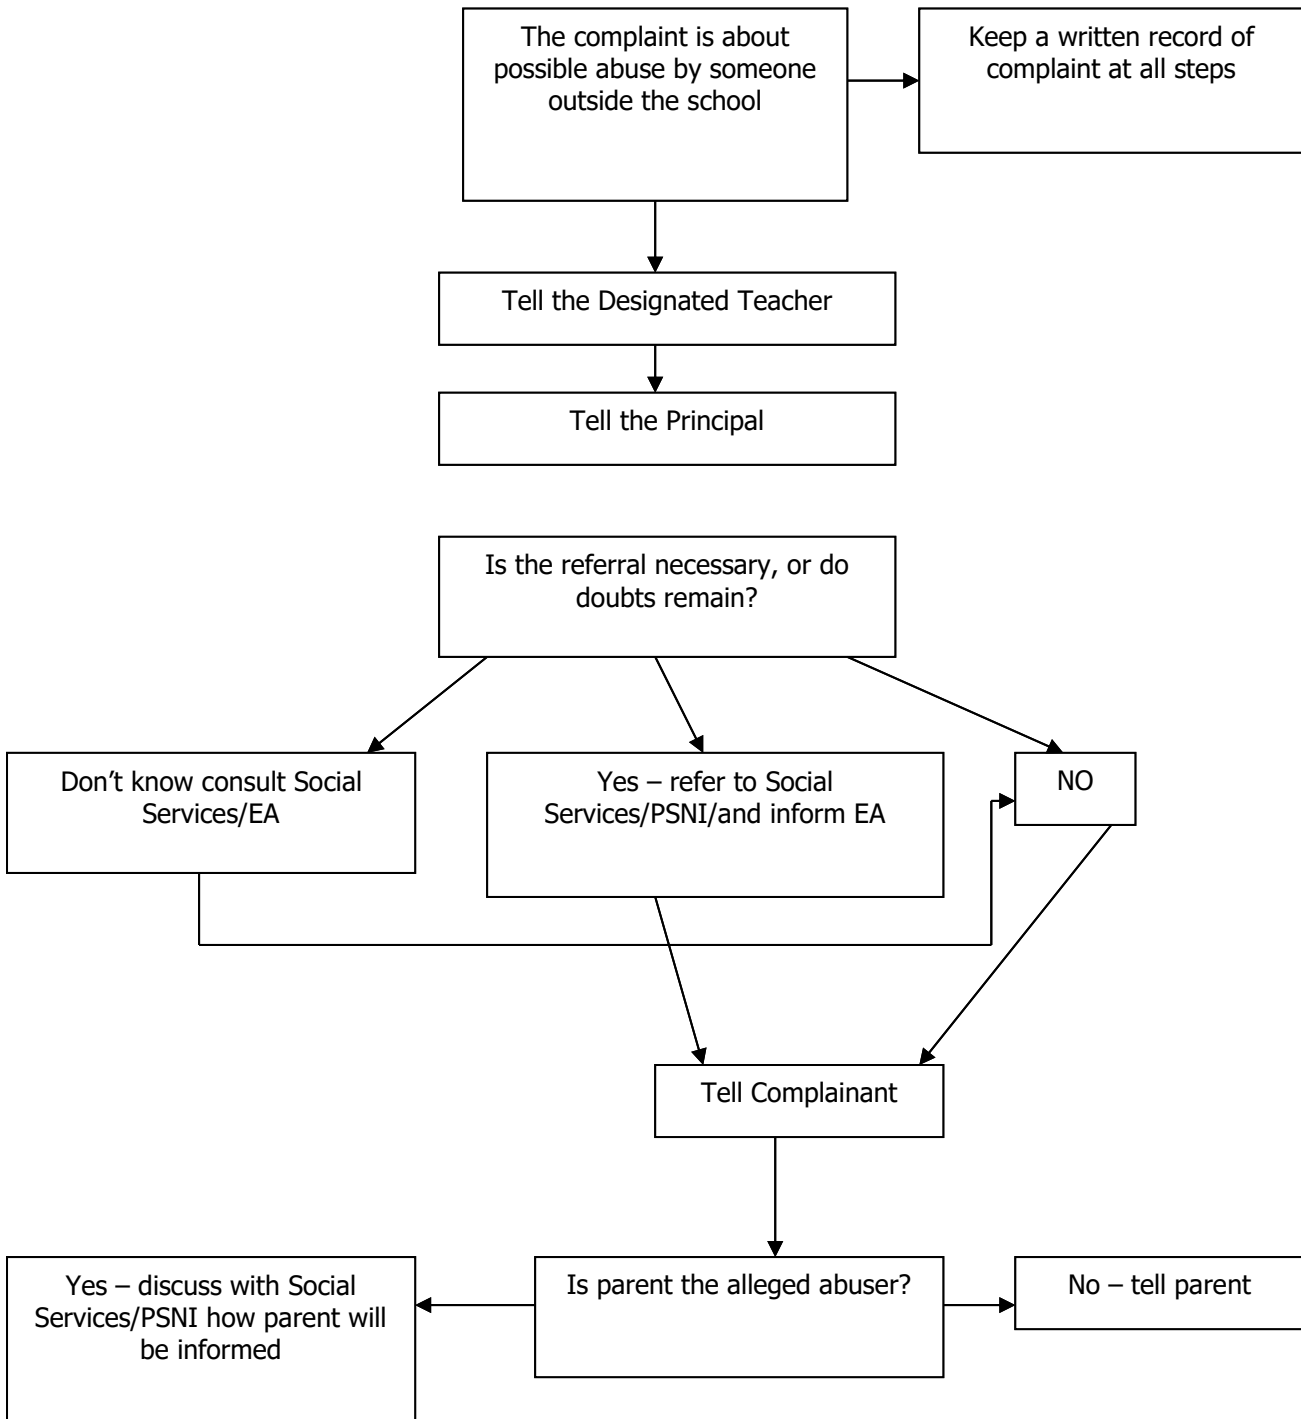 The complaint is about
possible abuse by someone
outside the school
Keep a written record of
complaint at all steps
Tell the Designated Teacher
Tell the Principal
Is the referral necessary, or do
doubts remain?
Don't know consult Social
Services/EA
Yes – refer to Social
Services/PSNI/and inform EA
NO
Tell Complainant
Yes – discuss with Social
Services/PSNI how parent will
be informed
Is parent the alleged abuser?
No – tell parent